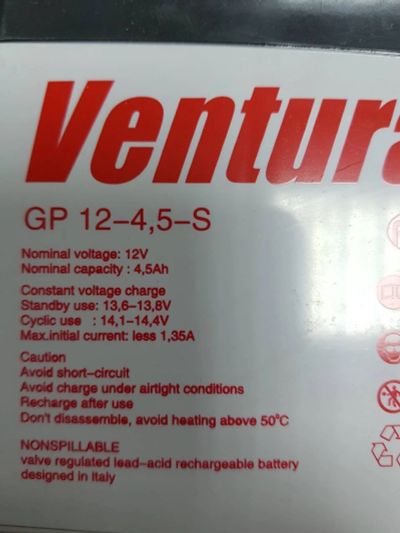 Ventura
GP 12–4,5–S
Nominal voltage: 12V
Nominal capacity : 4,5Ah
Constant voltage charge
Standby use: 13,6–13,8V
Cyclic use : 14,1–14,4V
Max.initial current: less 1,35A
Caution
Avoid short–circuit
Avoid charge under airtight conditions
Recharge after use
Don't disassemble, avoid heating above 50°C
NONSPILLABLE
valve regulated lead–acid rechargeable battery
designed in Italy